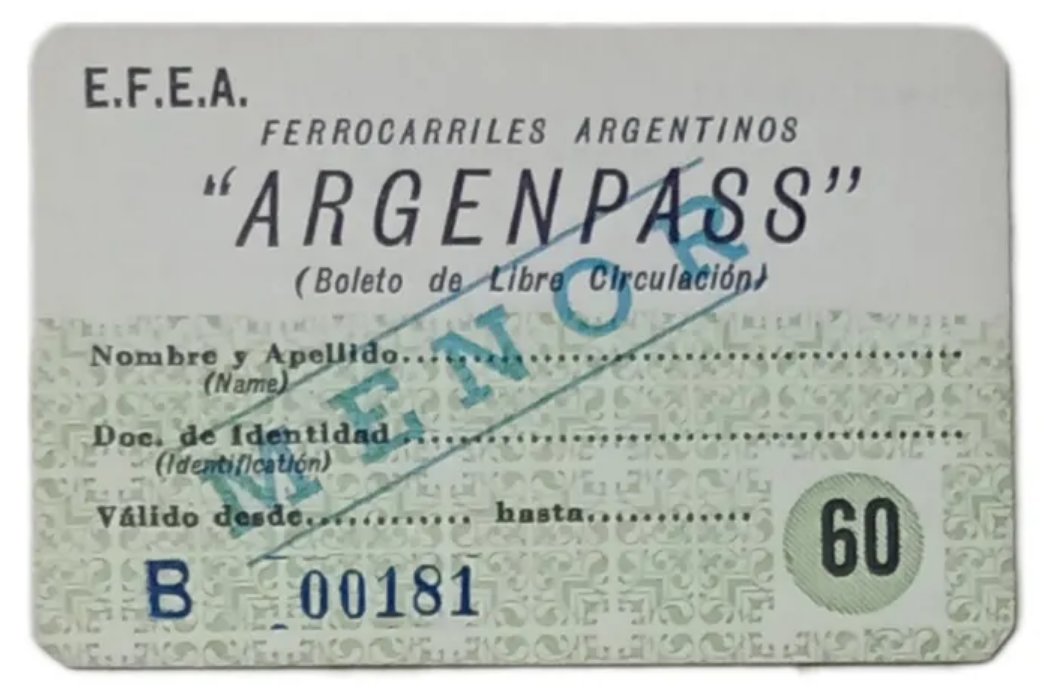 E.F.E.A.
FERROCARRILES ARGENTINOS
"ARGENPASS"
(Boleto de Libre Circulación)
MENOR
Nombre y Apellido........................................
(Name)
Doc. de Identidad........................................
(Identification)
Válido desde............ hasta............
60
B 00181